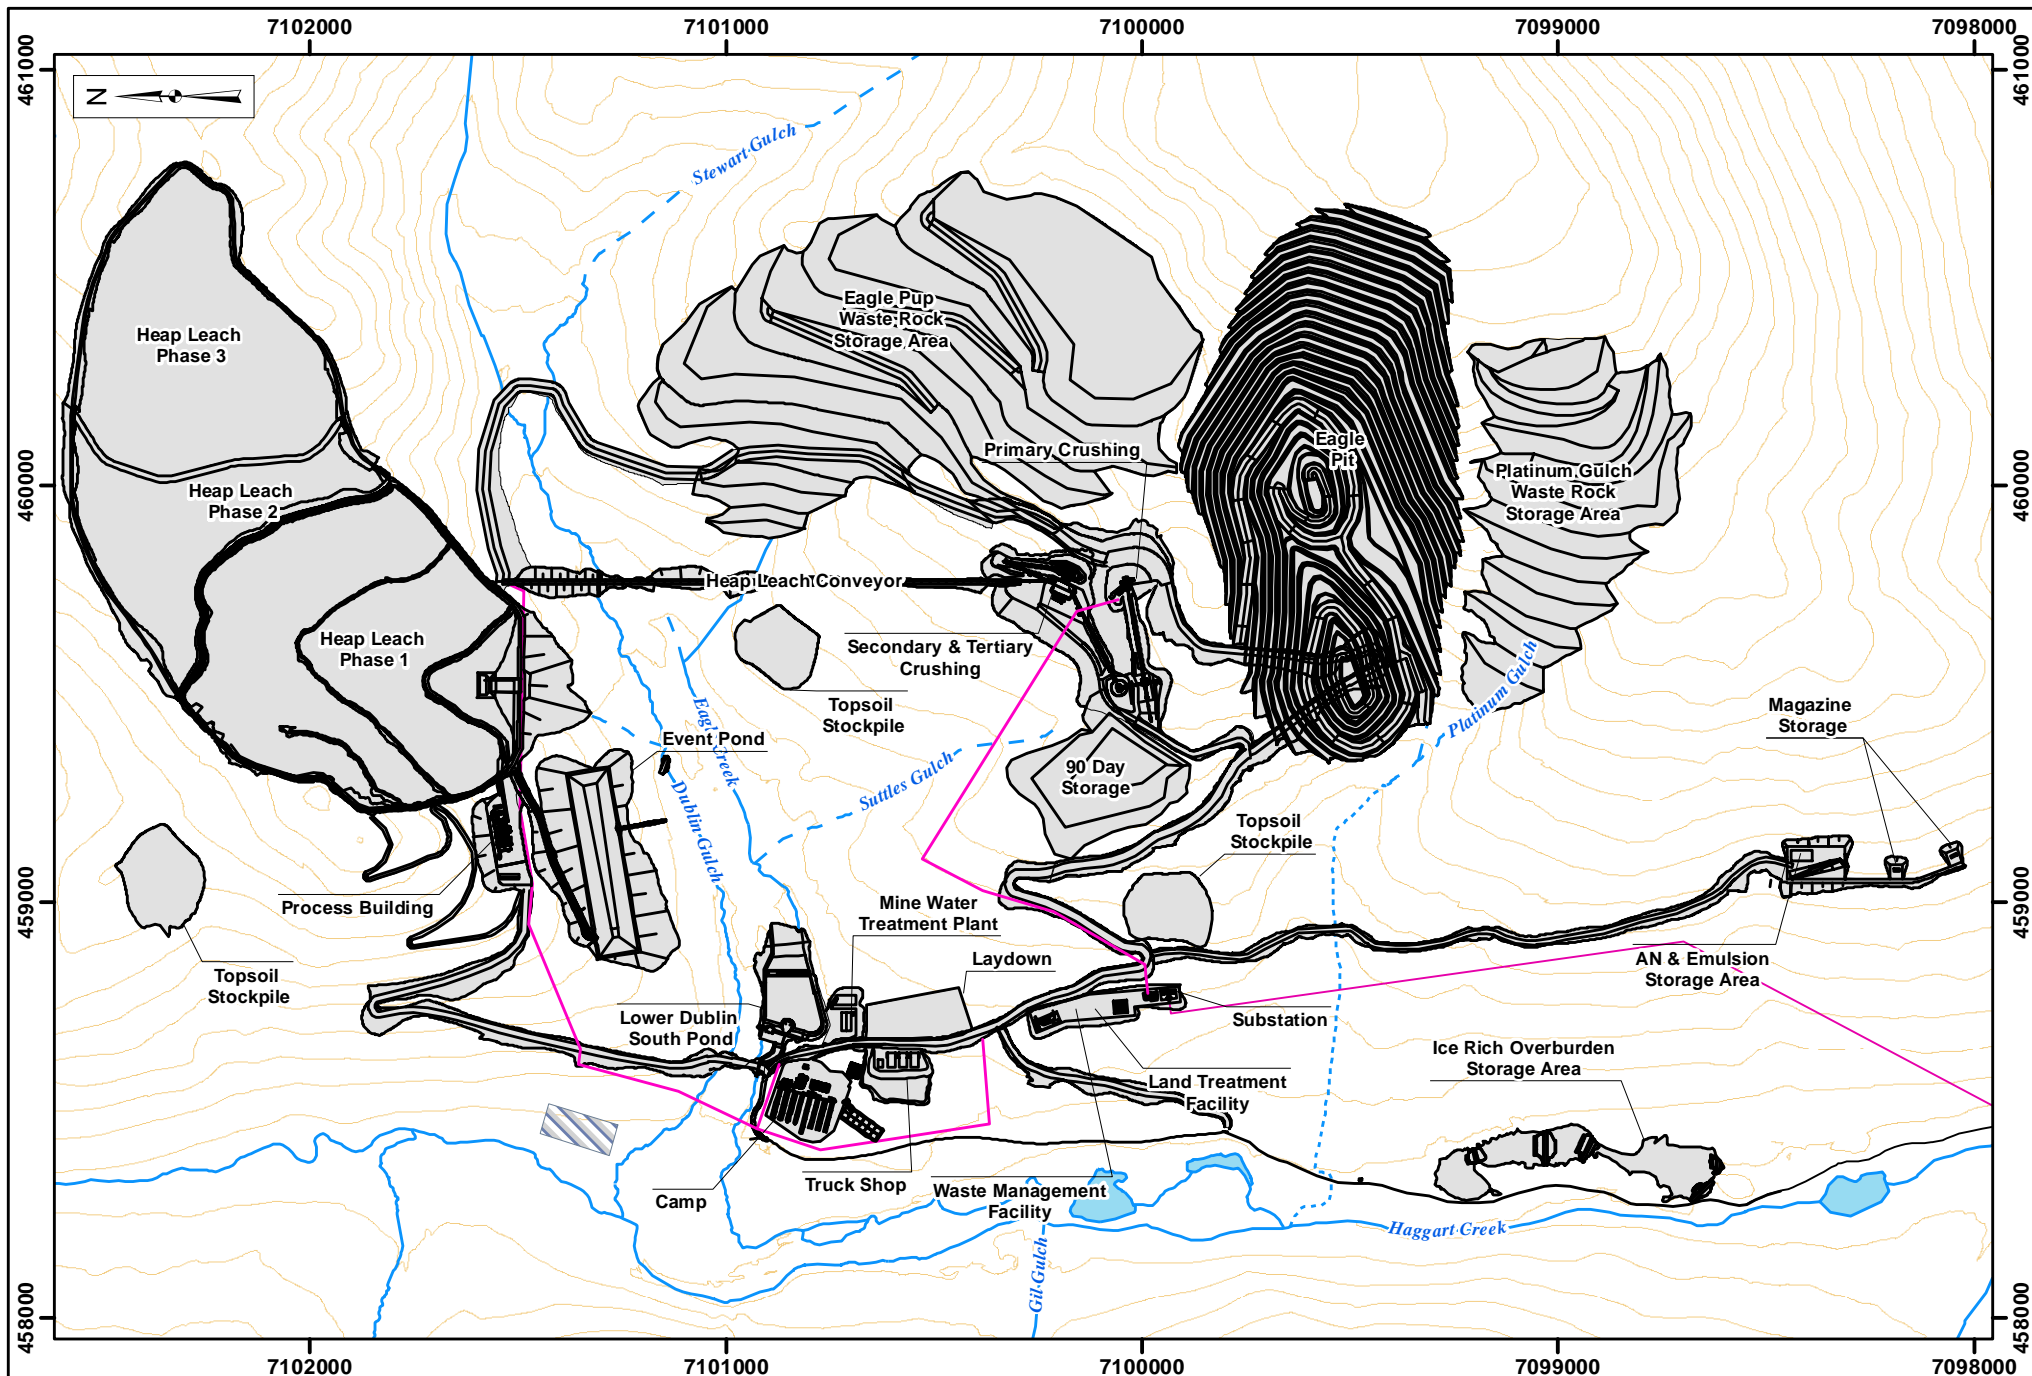 7102000
7101000
7100000
7099000
7098000
461000
461000
N
Stewart Gulch
Heap Leach
Phase 3
Eagle Pup
Waste Rock
Storage Area
Primary Crushing
Eagle
Pit
Platinum Gulch
Waste Rock
Storage Area
460000
460000
Heap Leach
Phase 2
Heap Leach Conveyor
Heap Leach
Phase 1
Secondary & Tertiary
Crushing
Topsoil
Stockpile
Platinum Gulch
Magazine
Storage
Eagle Creek
Event Pond
Suttles Gulch
90 Day
Storage
Dublin Gulch
Topsoil
Stockpile
459000
459000
Process Building
Mine Water
Treatment Plant
Laydown
AN & Emulsion
Storage Area
Topsoil
Stockpile
Lower Dublin
South Pond
Substation
Ice Rich Overburden
Storage Area
Land Treatment
Facility
Camp
Truck Shop
Waste Management
Facility
Haggart Creek
Gil Gulch
458000
458000
7102000
7101000
7100000
7099000
7098000